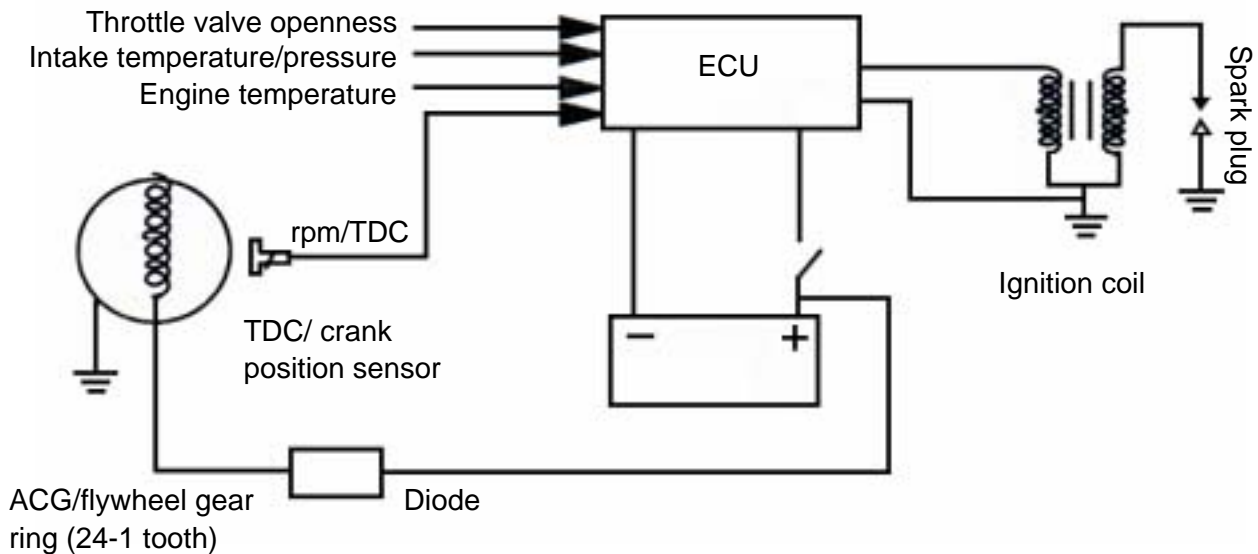 Throttle valve openness
Intake temperature/pressure
Engine temperature
ECU
Spark plug
rpm/TDC
Ignition coil
TDC/ crank
position sensor
− +
ACG/flywheel gear
ring (24-1 tooth)
Diode